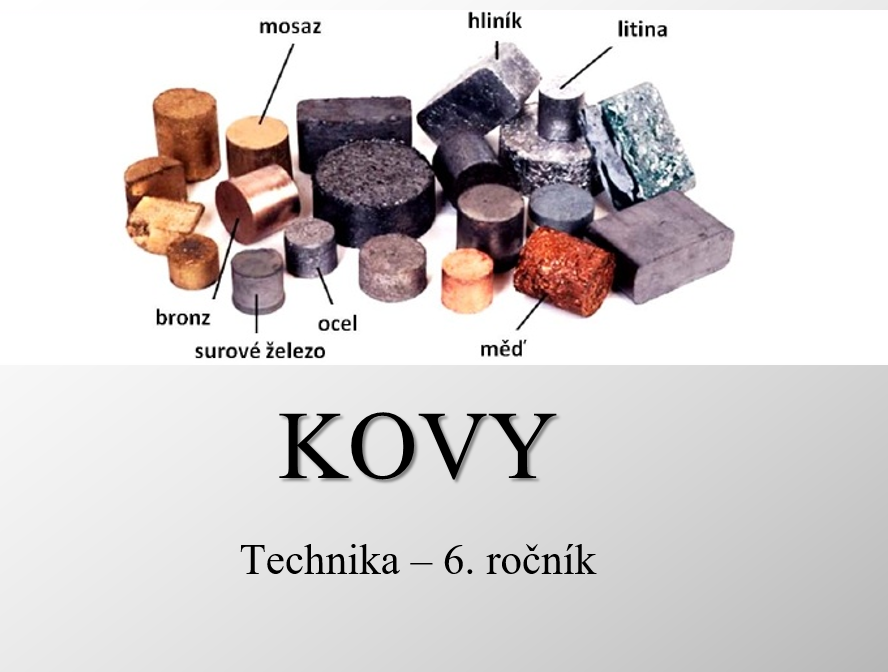 mosaz
hliník
litina
bronz
ocel
surové železo
měď
KOVY
Technika – 6. ročník